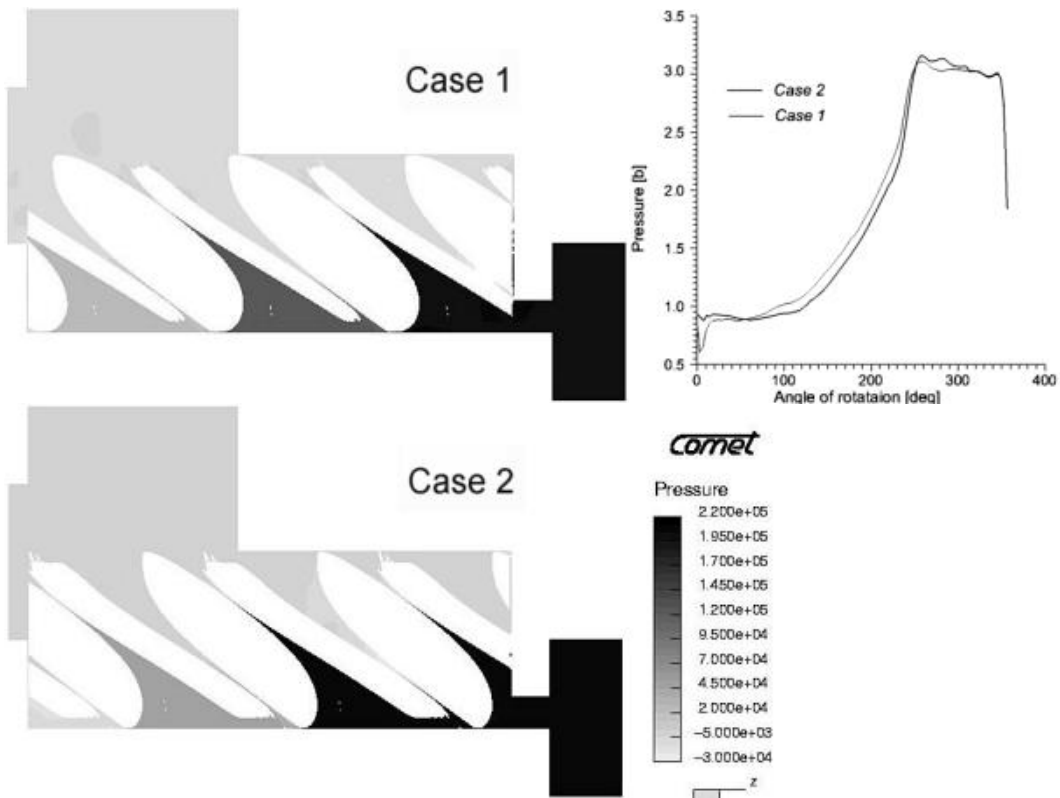 Case 1
3.5
3.0
2.5
2.0
1.5
1.0
0.5
Pressure [b]
Case 2
Case 1
0
100
200
300
400
Angle of rotataion [deg]
Case 2
comet
Pressure
2.200e+05
1.950e+05
1.700e+05
1.450e+05
1.200e+05
9.500e+04
7.000e+04
4.500e+04
2.000e+04
-5.000e+03
-3.000e+04
z